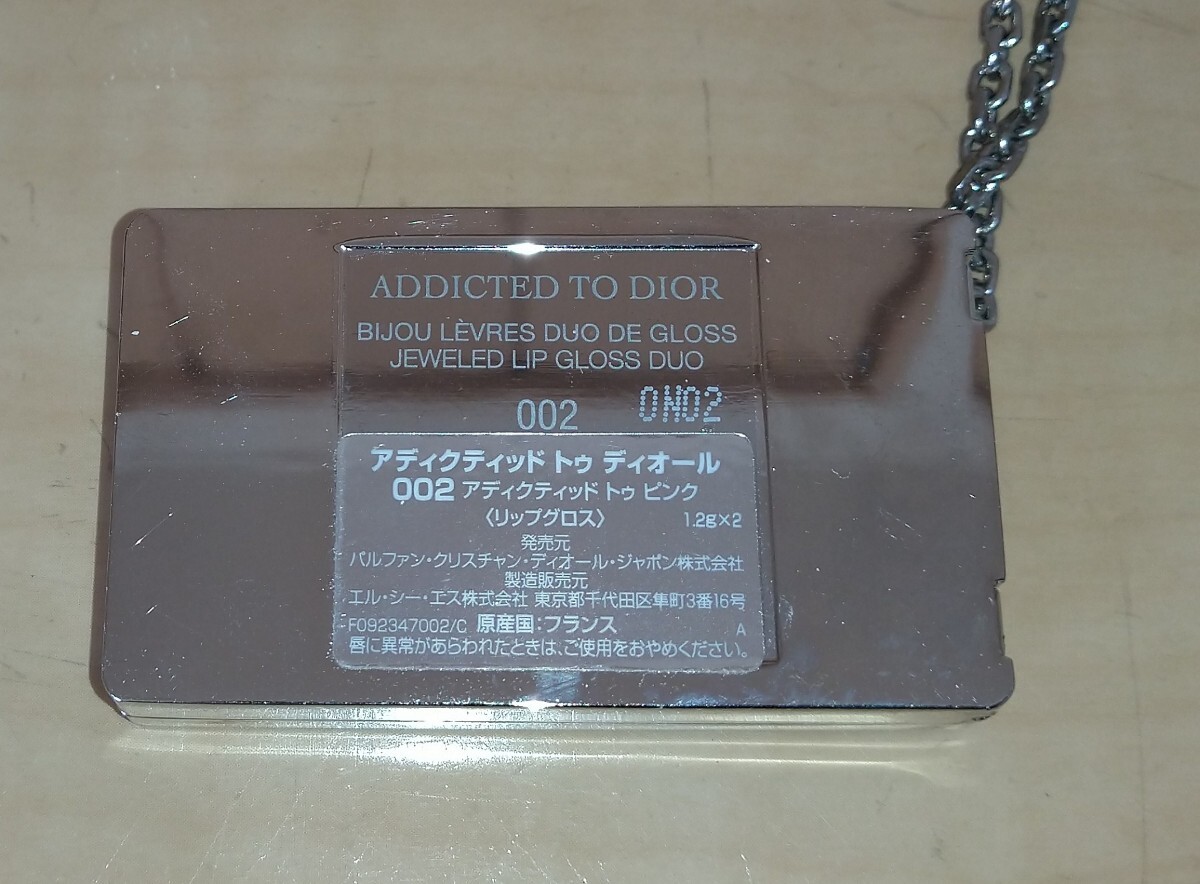 ADDICTED TO DIOR
BIJOU LÈVRES DUO DE GLOSS
JEWELED LIP GLOSS DUO
002 0N02
アディクティッド トゥ ディオール
002 アディクティッド トゥ ピンク
〈リップグロス〉 1.2g×2
発売元
パルファン・クリスチャン・ディオール・ジャポン株式会社
製造販売元
エル・シー・エス株式会社 東京都千代田区隼町3番16号
F092347002/C 原産国:フランス A
唇に異常があらわれたときは、ご使用をおやめください。